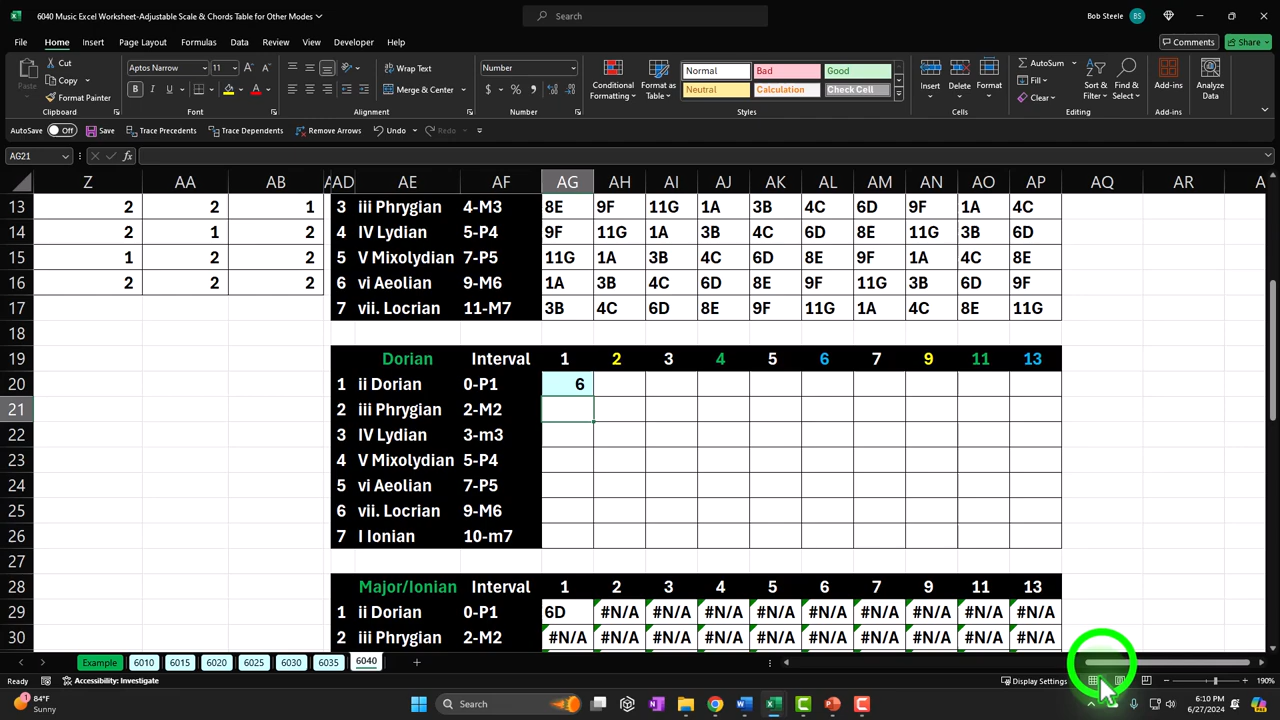 6040 Music Excel Worksheet-Adjustable Scale & Chords Table for Other Modes
Search
Bob Steele BS
File Home Insert Page Layout Formulas Data Review View Developer Help Comments Share
Cut
Copy
Format Painter
Paste
Clipboard
Aptos Narrow 11
B I U
Font
Wrap Text
Merge & Center
Alignment
Number
$ % 9
Number
Conditional Formatting
Format as Table
Normal Bad Good
Neutral Calculation Check Cell
Styles
Insert Delete Format
Cells
AutoSum
Fill
Clear
Sort & Filter
Find & Select
Editing
Add-ins
Add-ins
Analyze Data
AutoSave Off Save Trace Precedents Trace Dependents Remove Arrows Undo Redo
AG21 fx
Z AA AB AD AE AF AG AH AI AJ AK AL AM AN AO AP AQ AR
13 2 2 1 3 iii Phrygian 4-M3 8E 9F 11G 1A 3B 4C 6D 9F 1A 4C
14 2 1 2 4 IV Lydian 5-P4 9F 11G 1A 3B 4C 6D 8E 11G 3B 6D
15 1 2 2 5 V Mixolydian 7-P5 11G 1A 3B 4C 6D 8E 9F 1A 4C 8E
16 2 2 2 6 vi Aeolian 9-M6 1A 3B 4C 6D 8E 9F 11G 3B 6D 9F
17 7 vii. Locrian 11-M7 3B 4C 6D 8E 9F 11G 1A 4C 8E 11G
18
19 Dorian Interval 1 2 3 4 5 6 7 9 11 13
20 1 ii Dorian 0-P1 6
21 2 iii Phrygian 2-M2
22 3 IV Lydian 3-m3
23 4 V Mixolydian 5-P4
24 5 vi Aeolian 7-P5
25 6 vii. Locrian 9-M6
26 7 I Ionian 10-m7
27
28 Major/Ionian Interval 1 2 3 4 5 6 7 9 11 13
29 1 ii Dorian 0-P1 6D #N/A #N/A #N/A #N/A #N/A #N/A #N/A #N/A #N/A
30 2 iii Phrygian 2-M2 #N/A #N/A #N/A #N/A #N/A #N/A #N/A #N/A #N/A #N/A
Example 6010 6015 6020 6025 6030 6035 6040
Ready Accessibility: Investigate Display Settings 190%
84°F
Sunny
Search
6:10 PM
6/27/2024